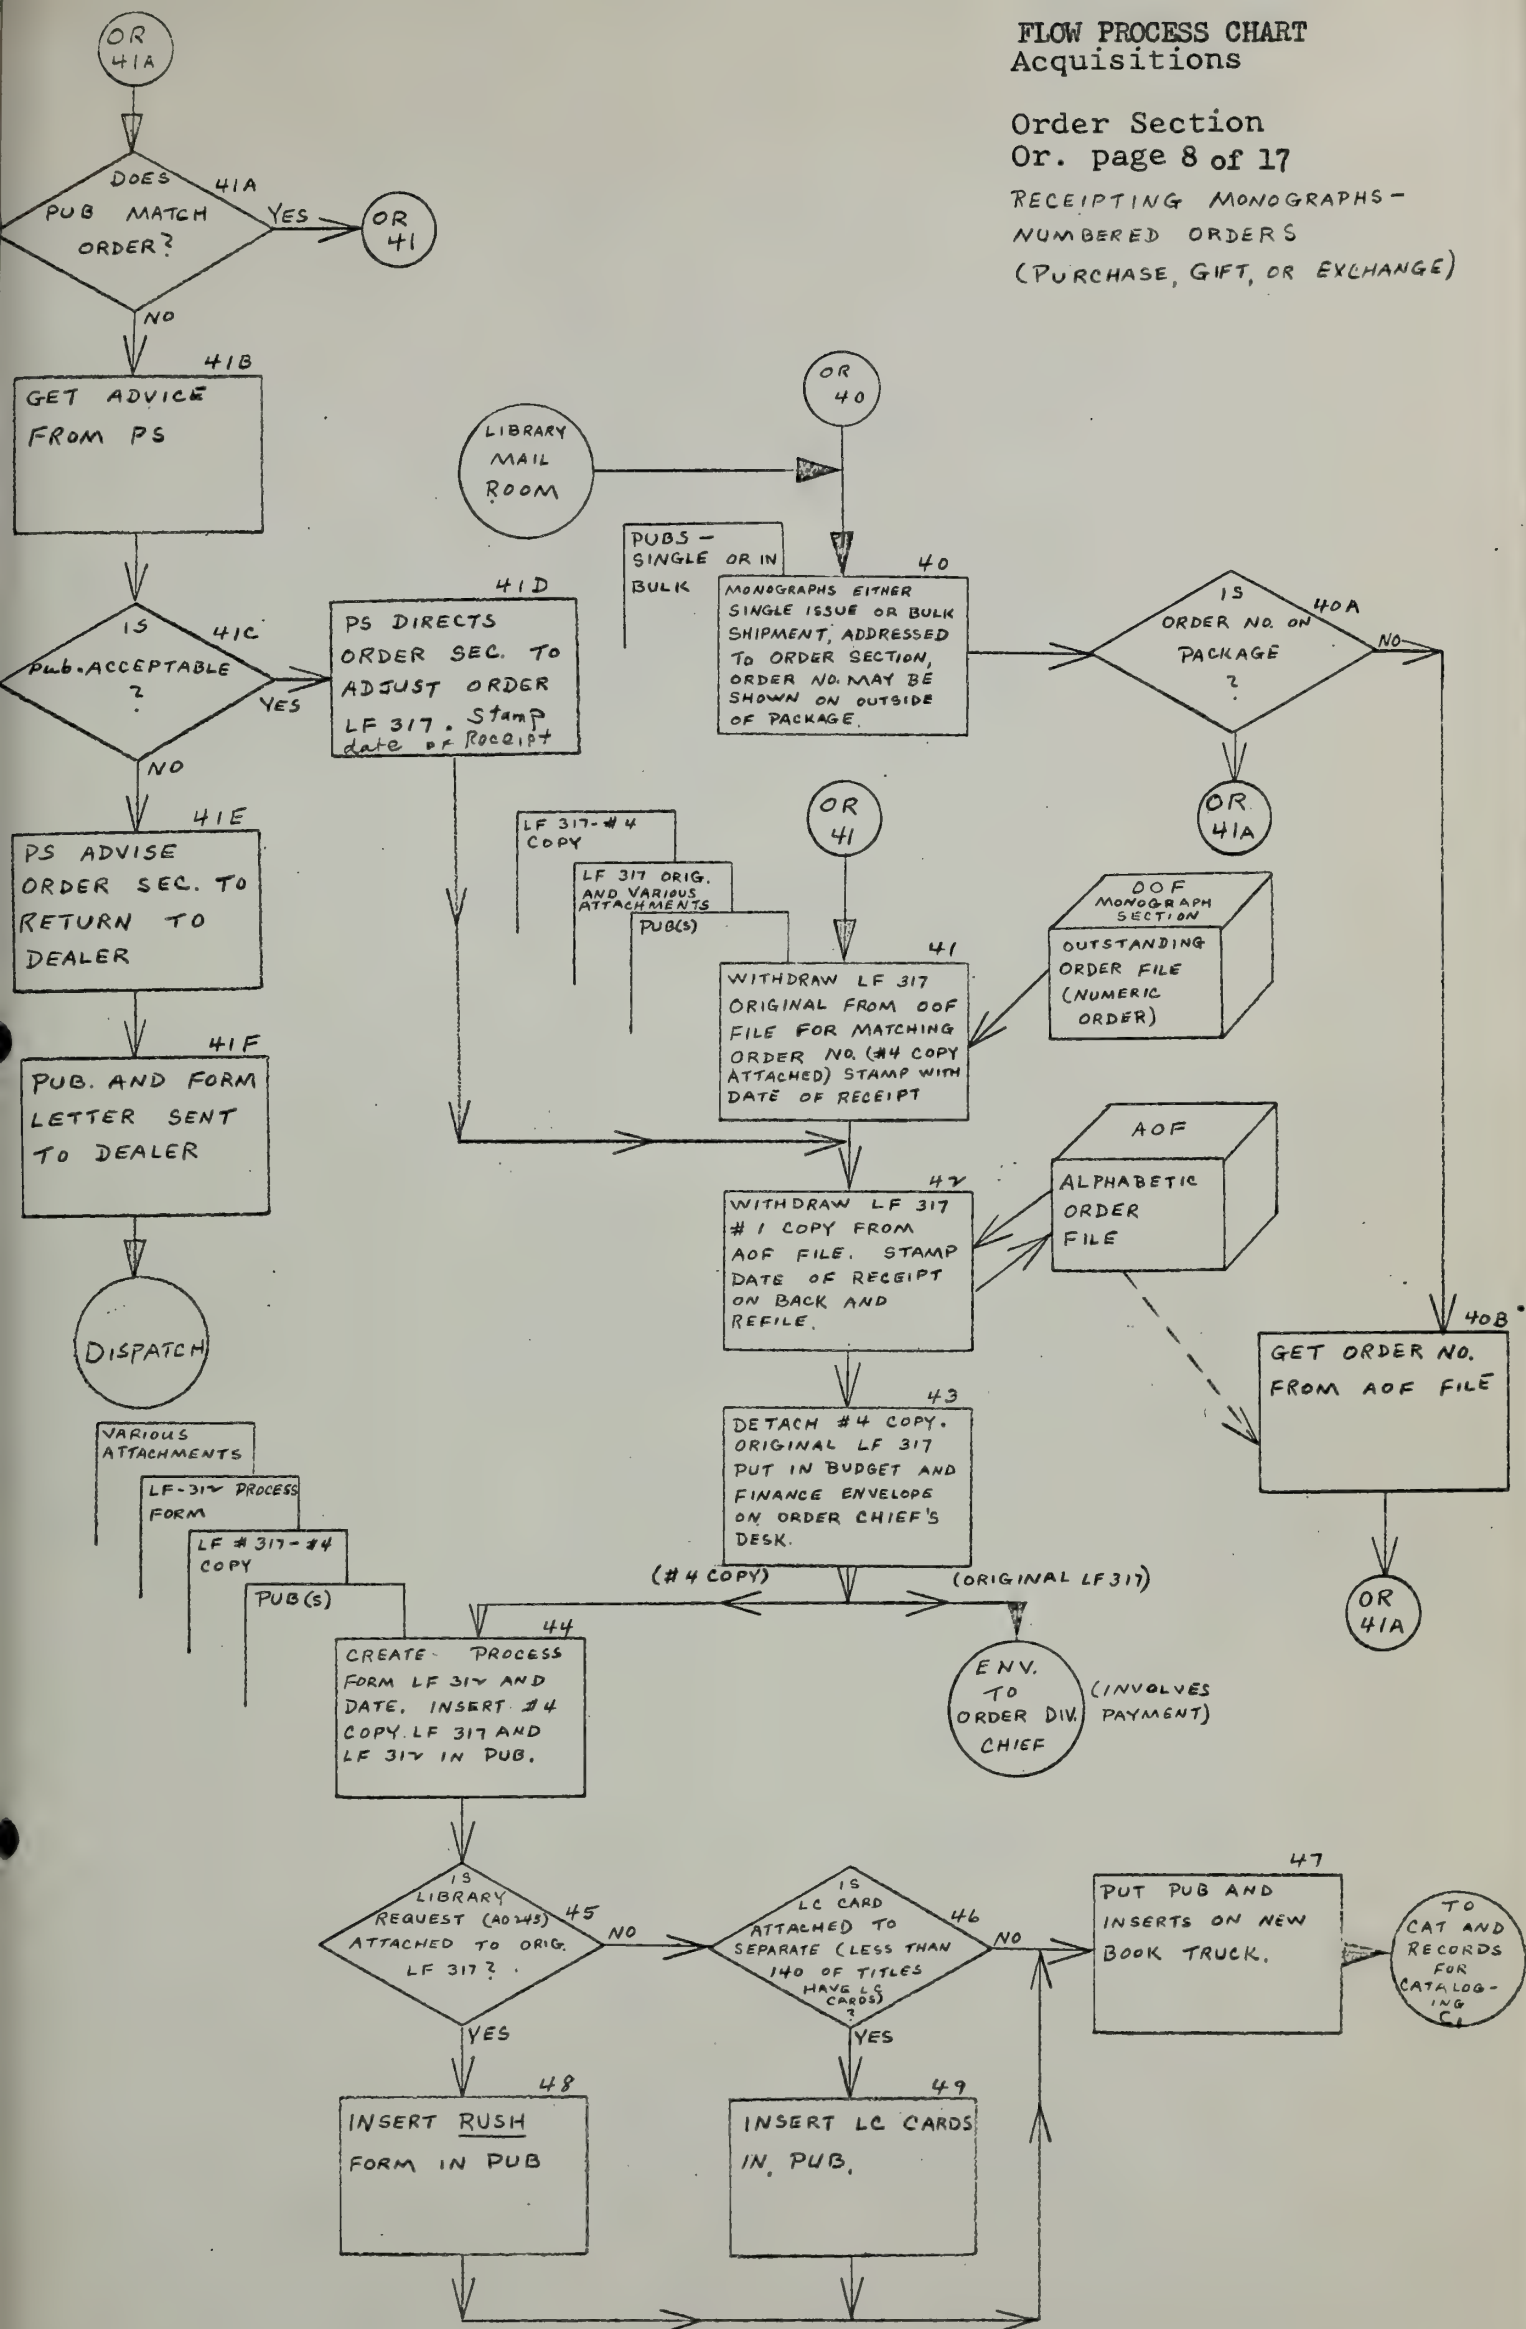 FLOW PROCESS CHART
Acquisitions
Order Section
Or. page 8 of 17
RECEIPTING MONOGRAPHS-
NUMBERED ORDERS
(PURCHASE, GIFT, OR EXCHANGE)
OR
41A
DOES
PUB MATCH
ORDER?
41A
YES
OR
41
NO
41B
GET ADVICE
FROM PS
IS
Pub. ACCEPTABLE
?
41C
YES
NO
41D
PS DIRECTS
ORDER SEC. TO
ADJUST ORDER
LF 317. Stamp
date of Receipt
41E
PS ADVISE
ORDER SEC. TO
RETURN TO
DEALER
41F
PUB. AND FORM
LETTER SENT
TO DEALER
DISPATCH
OR
40
LIBRARY
MAIL
ROOM
PUBS -
SINGLE OR IN
BULK
40
MONOGRAPHS EITHER
SINGLE ISSUE OR BULK
SHIPMENT, ADDRESSED
TO ORDER SECTION,
ORDER NO. MAY BE
SHOWN ON OUTSIDE
OF PACKAGE.
IS
ORDER NO. ON
PACKAGE
?
40A
NO
OR
41A
OR
41
LF 317-#4
COPY
LF 317 ORIG.
AND VARIOUS
ATTACHMENTS
PUB(S)
41
WITHDRAW LF 317
ORIGINAL FROM OOF
FILE FOR MATCHING
ORDER NO. (#4 COPY
ATTACHED) STAMP WITH
DATE OF RECEIPT
OOF
MONOGRAPH
SECTION
OUTSTANDING
ORDER FILE
(NUMERIC
ORDER)
42
WITHDRAW LF 317
#1 COPY FROM
AOF FILE. STAMP
DATE OF RECEIPT
ON BACK AND
REFILE.
AOF
ALPHABETIC
ORDER
FILE
40B
GET ORDER NO.
FROM AOF FILE
OR
41A
43
DETACH #4 COPY.
ORIGINAL LF 317
PUT IN BUDGET AND
FINANCE ENVELOPE
ON ORDER CHIEF'S
DESK.
(#4 COPY)
(ORIGINAL LF 317)
ENV.
TO
ORDER DIV.
CHIEF
(INVOLVES
PAYMENT)
VARIOUS
ATTACHMENTS
LF-312 PROCESS
FORM
LF #317-#4
COPY
PUB(S)
44
CREATE PROCESS
FORM LF 312 AND
DATE. INSERT #4
COPY LF 317 AND
LF 312 IN PUB.
IS
LIBRARY
REQUEST (AD245)
ATTACHED TO ORIG.
LF 317?
45
NO
YES
IS
LC CARD
ATTACHED TO
SEPARATE (LESS THAN
140 OF TITLES
HAVE LC
CARDS)
?
46
NO
YES
47
PUT PUB AND
INSERTS ON NEW
BOOK TRUCK.
TO
CAT AND
RECORDS
FOR
CATALOG-
ING
C1
48
INSERT RUSH
FORM IN PUB
49
INSERT LC CARDS
IN PUB.